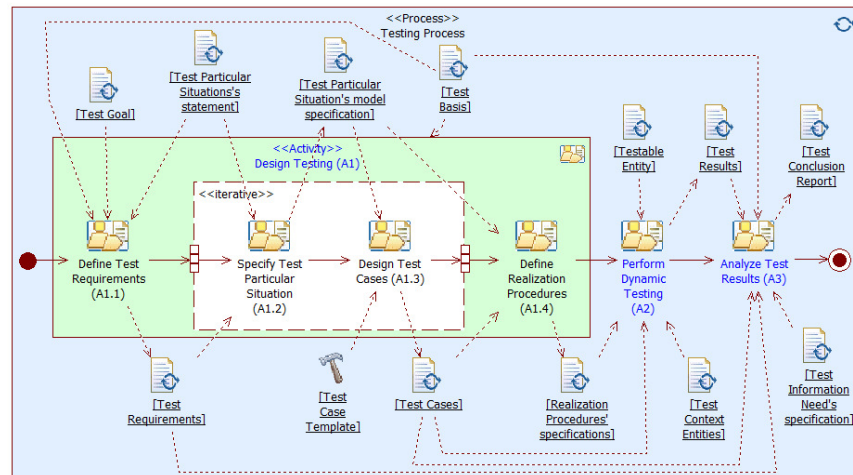 <<Process>>
Testing Process
[Test Goal]
[Test Particular
Situations's
statement]
[Test Particular
Situation's model
specification]
[Test
Basis]
[Testable
Entity]
[Test
Results]
[Test
Conclusion
Report]
<<Activity>>
Design Testing (A1)
<<iterative>>
Define Test
Requirements
(A1.1)
Specify Test
Particular
Situation
(A1.2)
Design Test
Cases (A1.3)
Define
Realization
Procedures
(A1.4)
Perform
Dynamic
Testing
(A2)
Analyze Test
Results (A3)
[Test
Requirements]
[Test
Case
Template]
[Test Cases]
[Realization
Procedures'
specifications]
[Test
Context
Entities]
[Test
Information
Need's
specification]